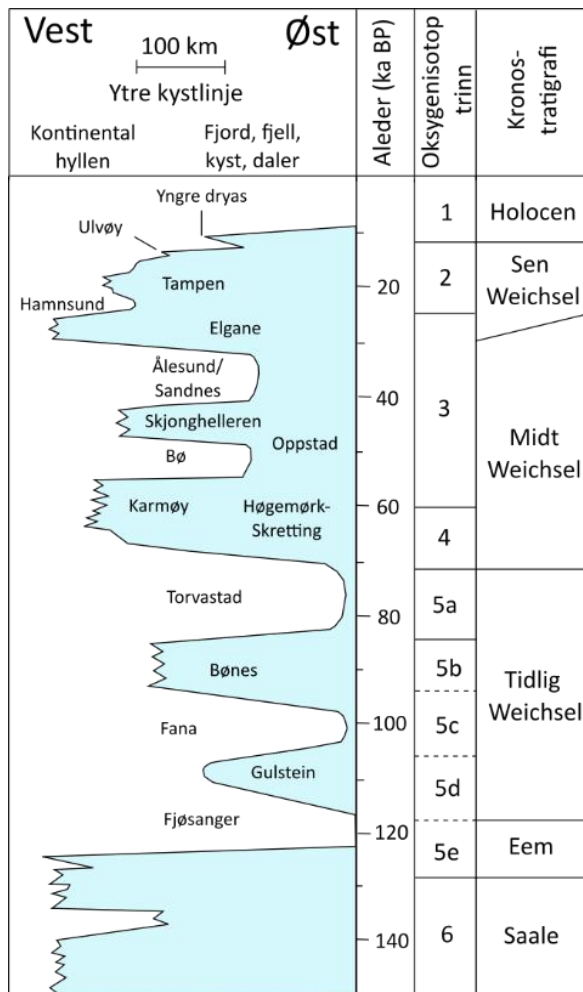 Vest
Øst
100 km
Ytre kystlinje
Kontinental
hyllen
Fjord, fjell,
kyst, daler
Aleder (ka BP)
Oksygenisotop
trinn
Kronos-
tratigrafi
Yngre dryas
Ulvøy
Tampen
Hamnsund
Elgane
Ålesund/
Sandnes
Skjonghelleren
Oppstad
Bø
Karmøy
Høgemørk-
Skretting
Torvastad
Bønes
Fana
Gulstein
Fjøsanger
20
40
60
80
100
120
140
1
2
3
4
5a
5b
5c
5d
5e
6
Holocen
Sen
Weichsel
Midt
Weichsel
Tidlig
Weichsel
Eem
Saale